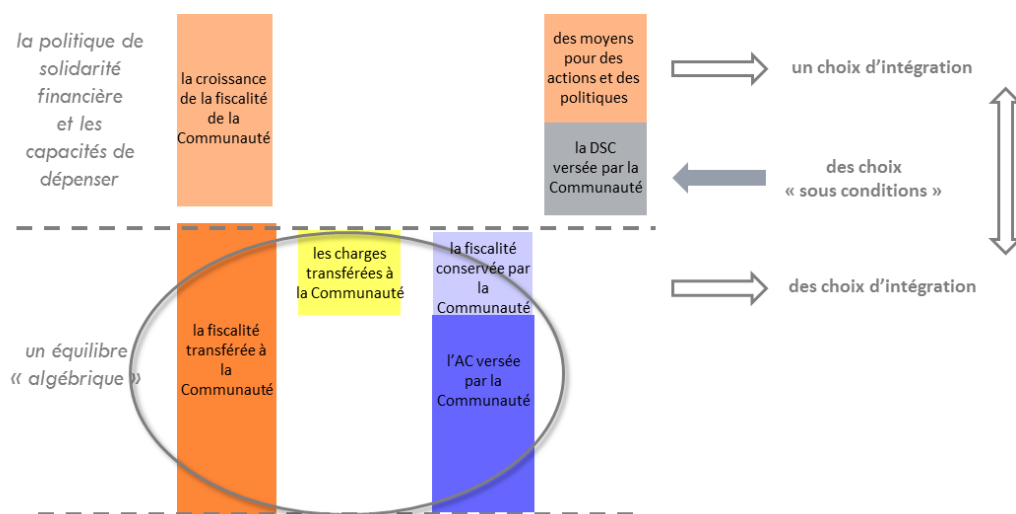 la politique de
solidarité
financière
et les
capacités de
dépenser
la croissance
de la fiscalité
de la
Communauté
des moyens
pour des
actions et des
politiques
un choix d’intégration
la DSC
versée par la
Communauté
des choix
« sous conditions »
un équilibre
« algébrique »
la fiscalité
transférée à
la
Communauté
les charges
transférées à
la Communauté
la fiscalité
conservée par
la
Communauté
l’AC versée
par la
Communauté
des choix d’intégration